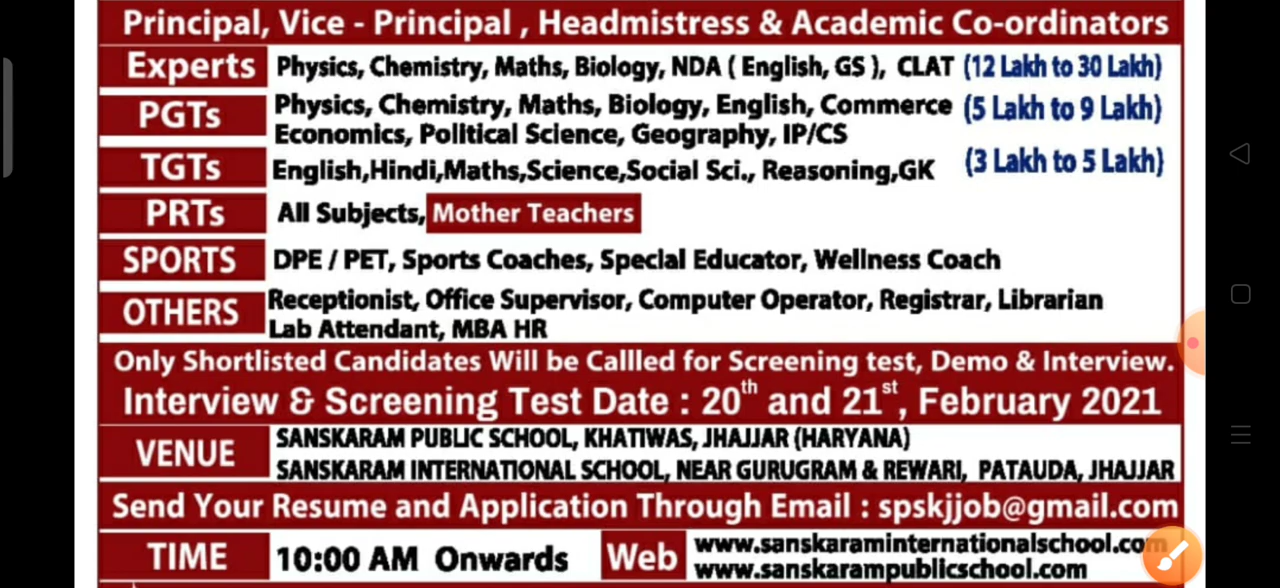 Principal, Vice - Principal , Headmistress & Academic Co-ordinators
Experts Physics, Chemistry, Maths, Biology, NDA ( English, GS ), CLAT (12 Lakh to 30 Lakh)
PGTs Physics, Chemistry, Maths, Biology, English, Commerce (5 Lakh to 9 Lakh)
Economics, Political Science, Geography, IP/CS
TGTs English,Hindi,Maths,Science,Social Sci., Reasoning,GK (3 Lakh to 5 Lakh)
PRTs All Subjects, Mother Teachers
SPORTS DPE / PET, Sports Coaches, Special Educator, Wellness Coach
OTHERS Receptionist, Office Supervisor, Computer Operator, Registrar, Librarian
Lab Attendant, MBA HR
Only Shortlisted Candidates Will be Callled for Screening test, Demo & Interview.
Interview & Screening Test Date : 20th and 21st, February 2021
VENUE SANSKARAM PUBLIC SCHOOL, KHATIWAS, JHAJJAR (HARYANA)
SANSKARAM INTERNATIONAL SCHOOL, NEAR GURUGRAM & REWARI, PATAUDA, JHAJJAR
Send Your Resume and Application Through Email : spskjjob@gmail.com
TIME 10:00 AM Onwards Web www.sanskaraminternationalschool.com
www.sanskarampublicschool.com